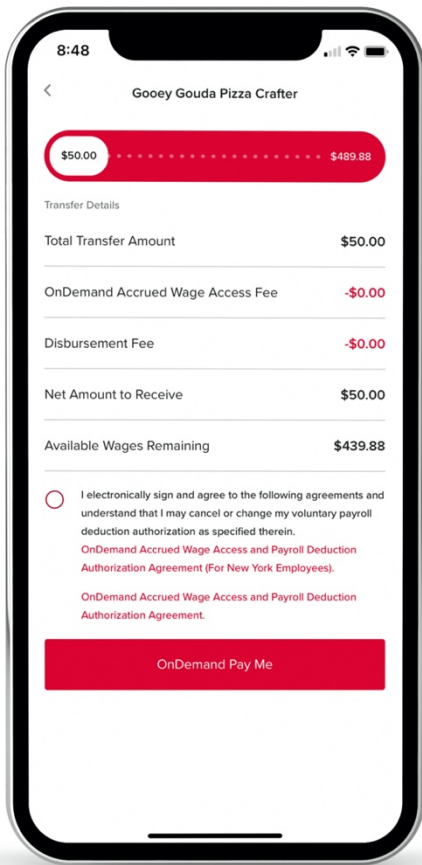 8:48
Gooey Gouda Pizza Crafter
$50.00 $489.88
Transfer Details
Total Transfer Amount $50.00
OnDemand Accrued Wage Access Fee -$0.00
Disbursement Fee -$0.00
Net Amount to Receive $50.00
Available Wages Remaining $439.88
I electronically sign and agree to the following agreements and
understand that I may cancel or change my voluntary payroll
deduction authorization as specified therein.
OnDemand Accrued Wage Access and Payroll Deduction
Authorization Agreement (For New York Employees).
OnDemand Accrued Wage Access and Payroll Deduction
Authorization Agreement.
OnDemand Pay Me